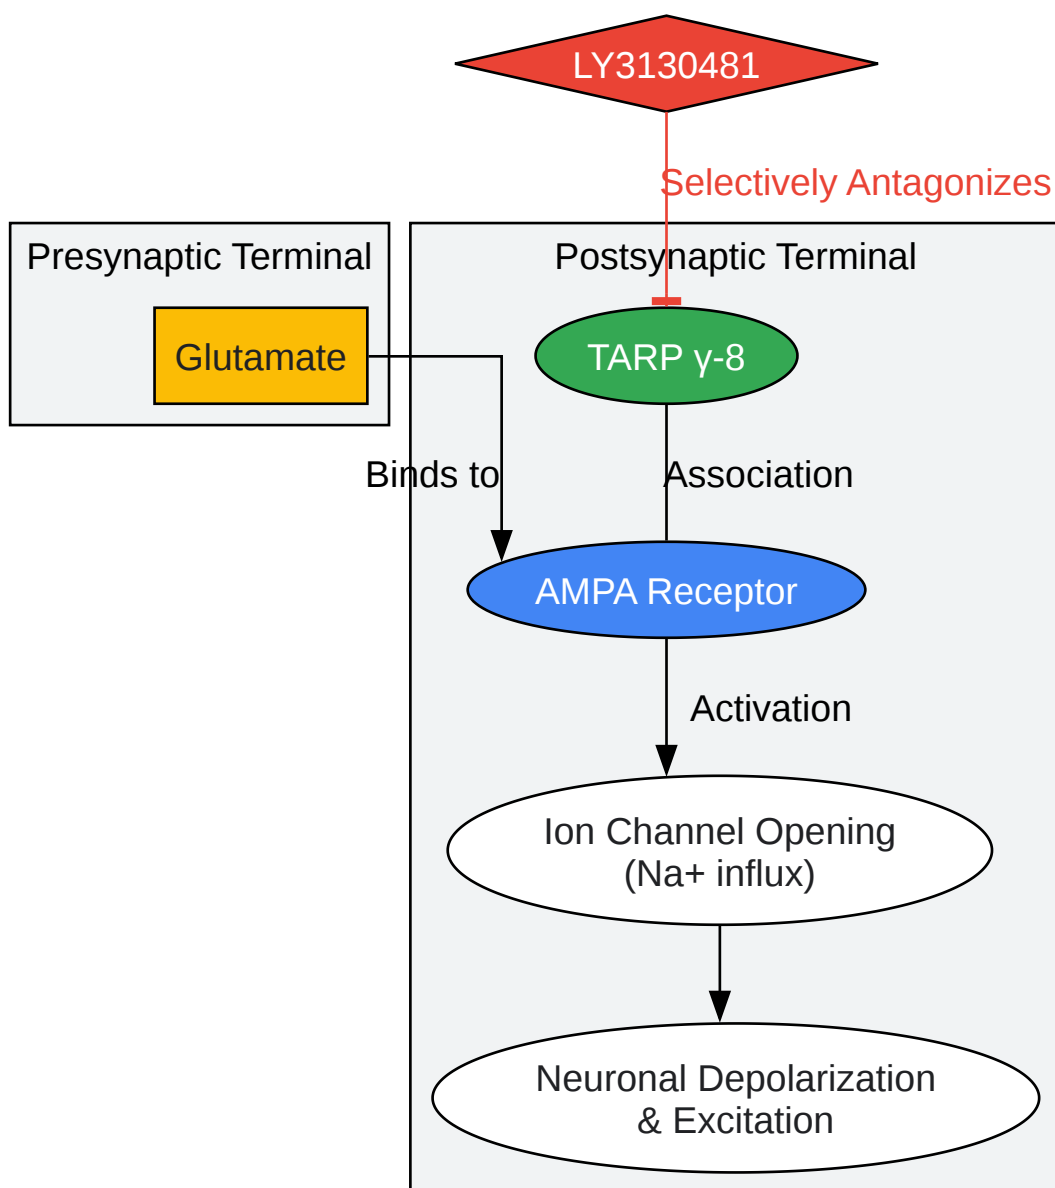 LY3130481
Selectively Antagonizes
Presynaptic Terminal
Postsynaptic Terminal
Glutamate
TARP γ-8
Binds to
Association
AMPA Receptor
Activation
Ion Channel Opening
(Na+ influx)
Neuronal Depolarization
& Excitation